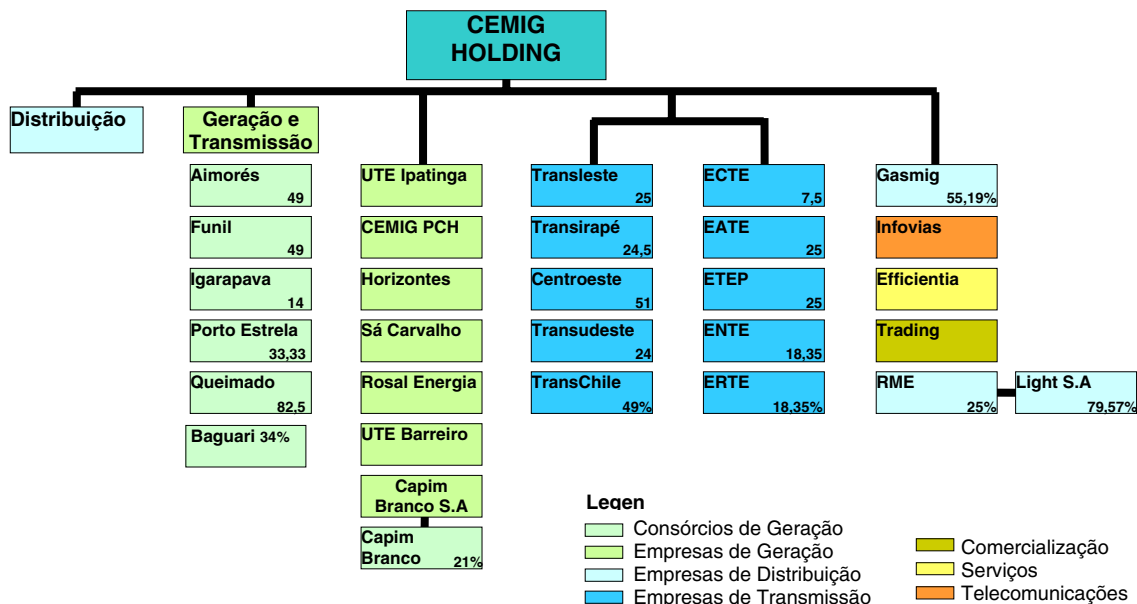 CEMIG
HOLDING
Distribuição
Geração e
Transmissão
Aimorés
49
Funil
49
Igarapava
14
Porto Estrela
33,33
Queimado
82,5
Baguari 34%
UTE Ipatinga
CEMIG PCH
Horizontes
Sá Carvalho
Rosal Energia
UTE Barreiro
Capim
Branco S.A
Capim
Branco 21%
Transleste
25
Transirapé
24,5
Centroeste
51
Transudeste
24
TransChile
49%
ECTE
7,5
EATE
25
ETEP
25
ENTE
18,35
ERTE
18,35%
Gasmig
55,19%
Infovias
Efficientia
Trading
RME
25%
Light S.A
79,57%
Legen
Consórcios de Geração
Empresas de Geração
Empresas de Distribuição
Empresas de Transmissão
Comercialização
Serviços
Telecomunicações